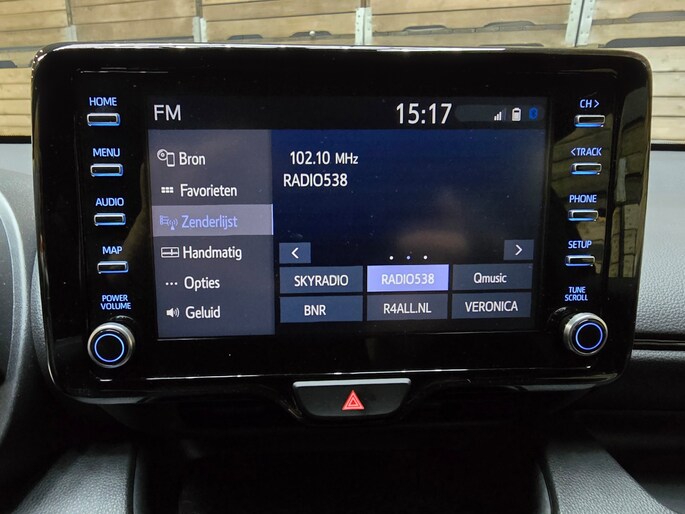 HOME
MENU
AUDIO
MAP
POWER
VOLUME
FM
15:17
Bron
Favorieten
Zenderlijst
Handmatig
Opties
Geluid
102.10 MHz
RADIO538
<
>
SKYRADIO
RADIO538
Qmusic
BNR
R4ALL.NL
VERONICA
CH >
< TRACK
PHONE
SETUP
TUNE
SCROLL